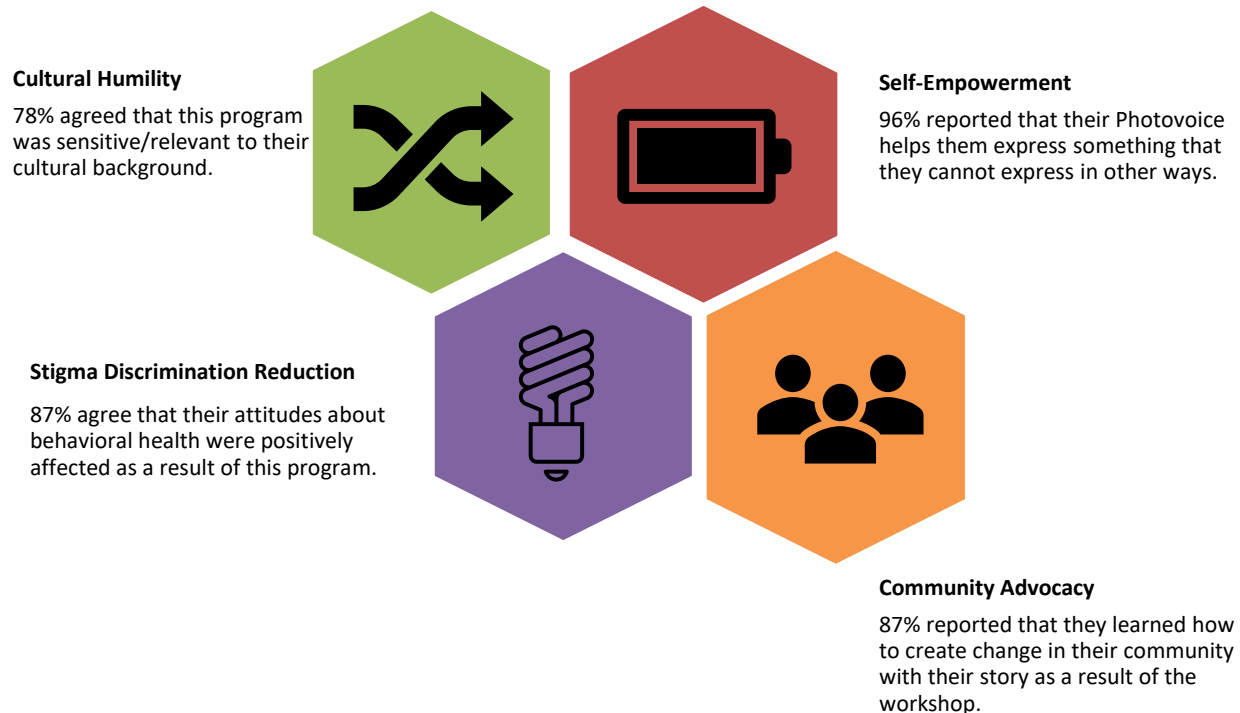 Cultural Humility
78% agreed that this program
was sensitive/relevant to their
cultural background.
Self-Empowerment
96% reported that their Photovoice
helps them express something that
they cannot express in other ways.
Stigma Discrimination Reduction
87% agree that their attitudes about
behavioral health were positively
affected as a result of this program.
Community Advocacy
87% reported that they learned how
to create change in their community
with their story as a result of the
workshop.